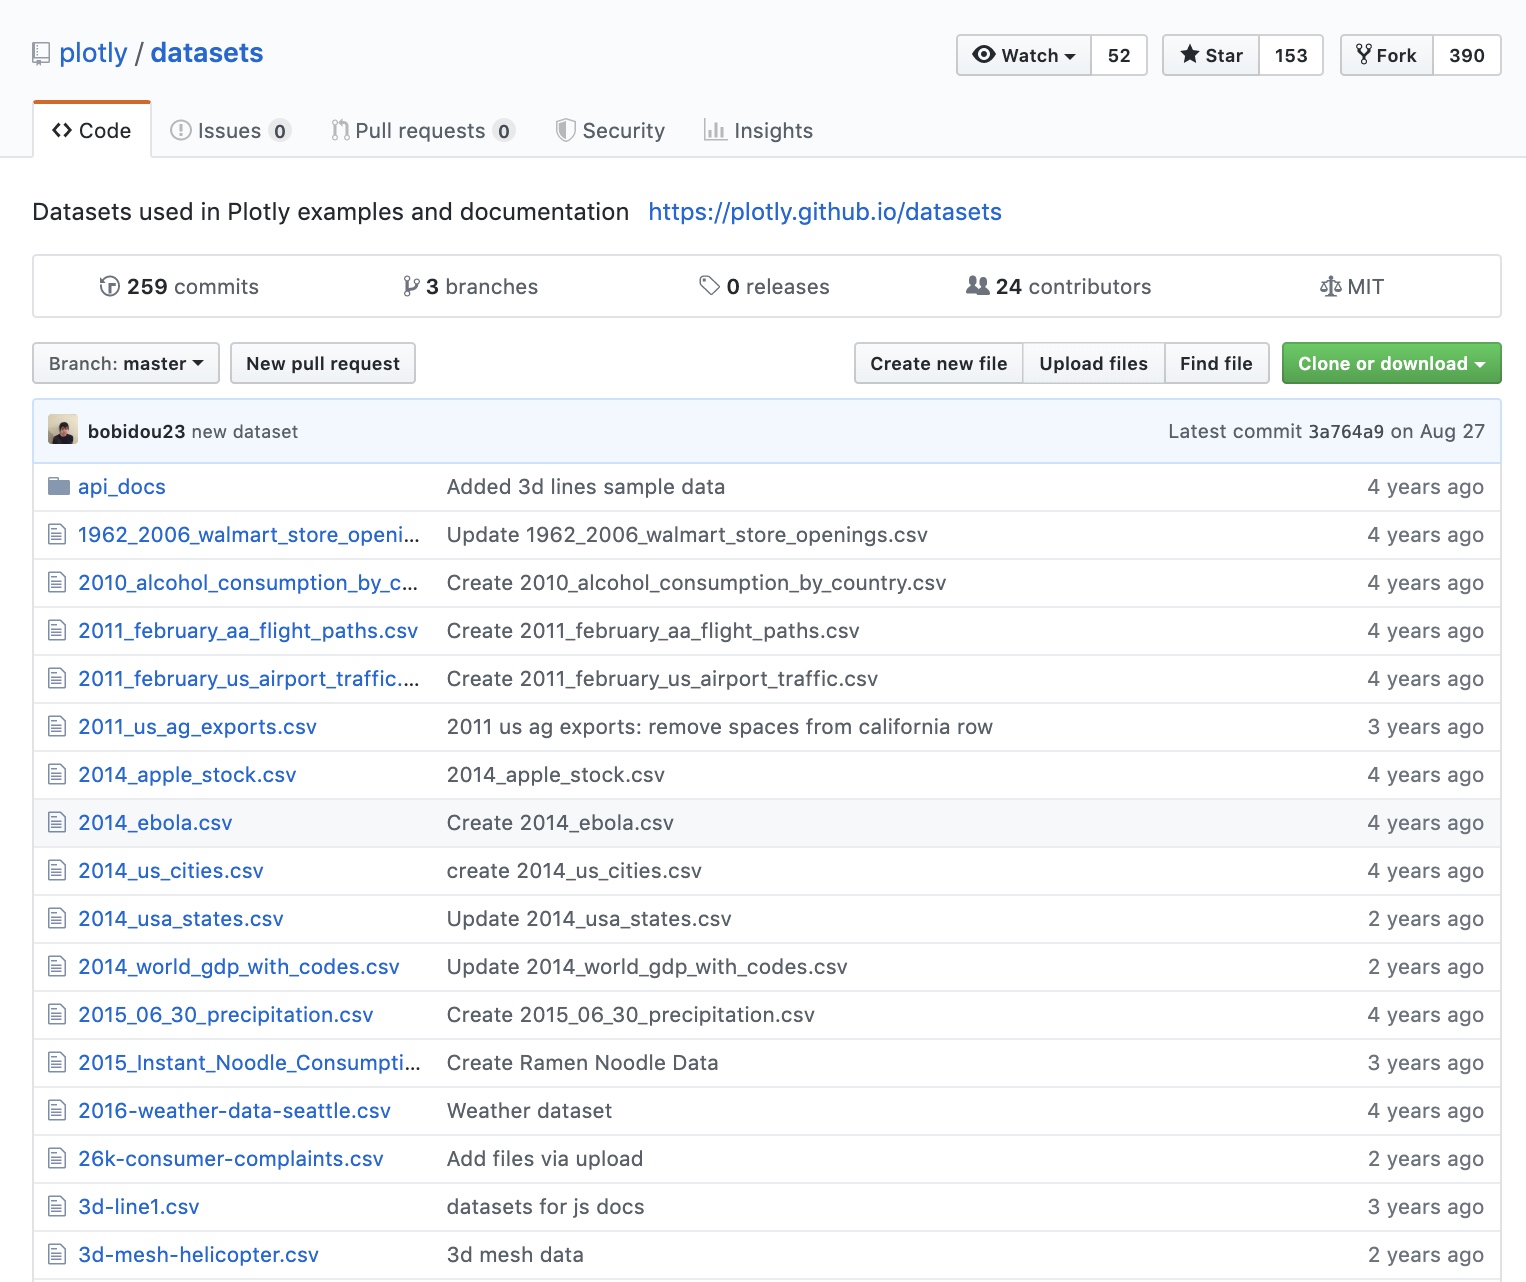 plotly / datasets
Watch 52 Star 153 Fork 390
Code Issues 0 Pull requests 0 Security Insights
Datasets used in Plotly examples and documentation https://plotly.github.io/datasets
259 commits 3 branches 0 releases 24 contributors MIT
Branch: master New pull request Create new file Upload files Find file Clone or download
bobidou23 new dataset Latest commit 3a764a9 on Aug 27
api_docs Added 3d lines sample data 4 years ago
1962_2006_walmart_store_openi... Update 1962_2006_walmart_store_openings.csv 4 years ago
2010_alcohol_consumption_by_c... Create 2010_alcohol_consumption_by_country.csv 4 years ago
2011_february_aa_flight_paths.csv Create 2011_february_aa_flight_paths.csv 4 years ago
2011_february_us_airport_traffic.... Create 2011_february_us_airport_traffic.csv 4 years ago
2011_us_ag_exports.csv 2011 us ag exports: remove spaces from california row 3 years ago
2014_apple_stock.csv 2014_apple_stock.csv 4 years ago
2014_ebola.csv Create 2014_ebola.csv 4 years ago
2014_us_cities.csv create 2014_us_cities.csv 4 years ago
2014_usa_states.csv Update 2014_usa_states.csv 2 years ago
2014_world_gdp_with_codes.csv Update 2014_world_gdp_with_codes.csv 2 years ago
2015_06_30_precipitation.csv Create 2015_06_30_precipitation.csv 4 years ago
2015_Instant_Noodle_Consumpti... Create Ramen Noodle Data 3 years ago
2016-weather-data-seattle.csv Weather dataset 4 years ago
26k-consumer-complaints.csv Add files via upload 2 years ago
3d-line1.csv datasets for js docs 3 years ago
3d-mesh-helicopter.csv 3d mesh data 2 years ago